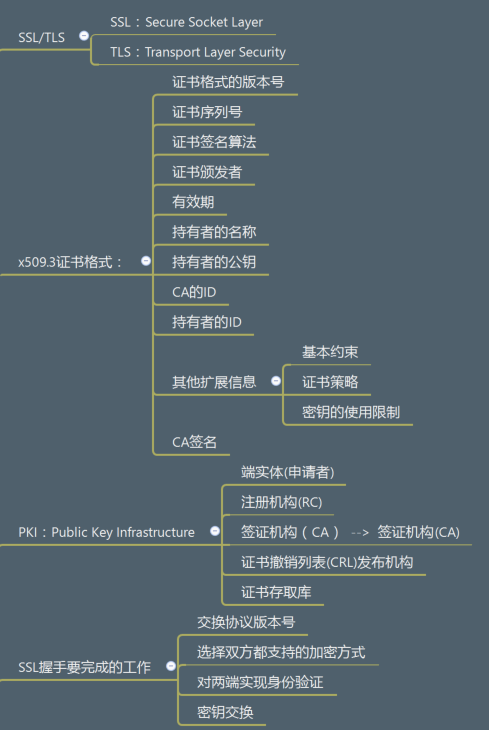 SSL/TLS
SSL：Secure Socket Layer
TLS：Transport Layer Security
x509.3证书格式：
证书格式的版本号
证书序列号
证书签名算法
证书颁发者
有效期
持有者的名称
持有者的公钥
CA的ID
持有者的ID
其他扩展信息
基本约束
证书策略
密钥的使用限制
CA签名
PKI：Public Key Infrastructure
端实体(申请者)
注册机构(RC)
签证机构（CA） --> 签证机构(CA)
证书撤销列表(CRL)发布机构
证书存取库
SSL握手要完成的工作
交换协议版本号
选择双方都支持的加密方式
对两端实现身份验证
密钥交换